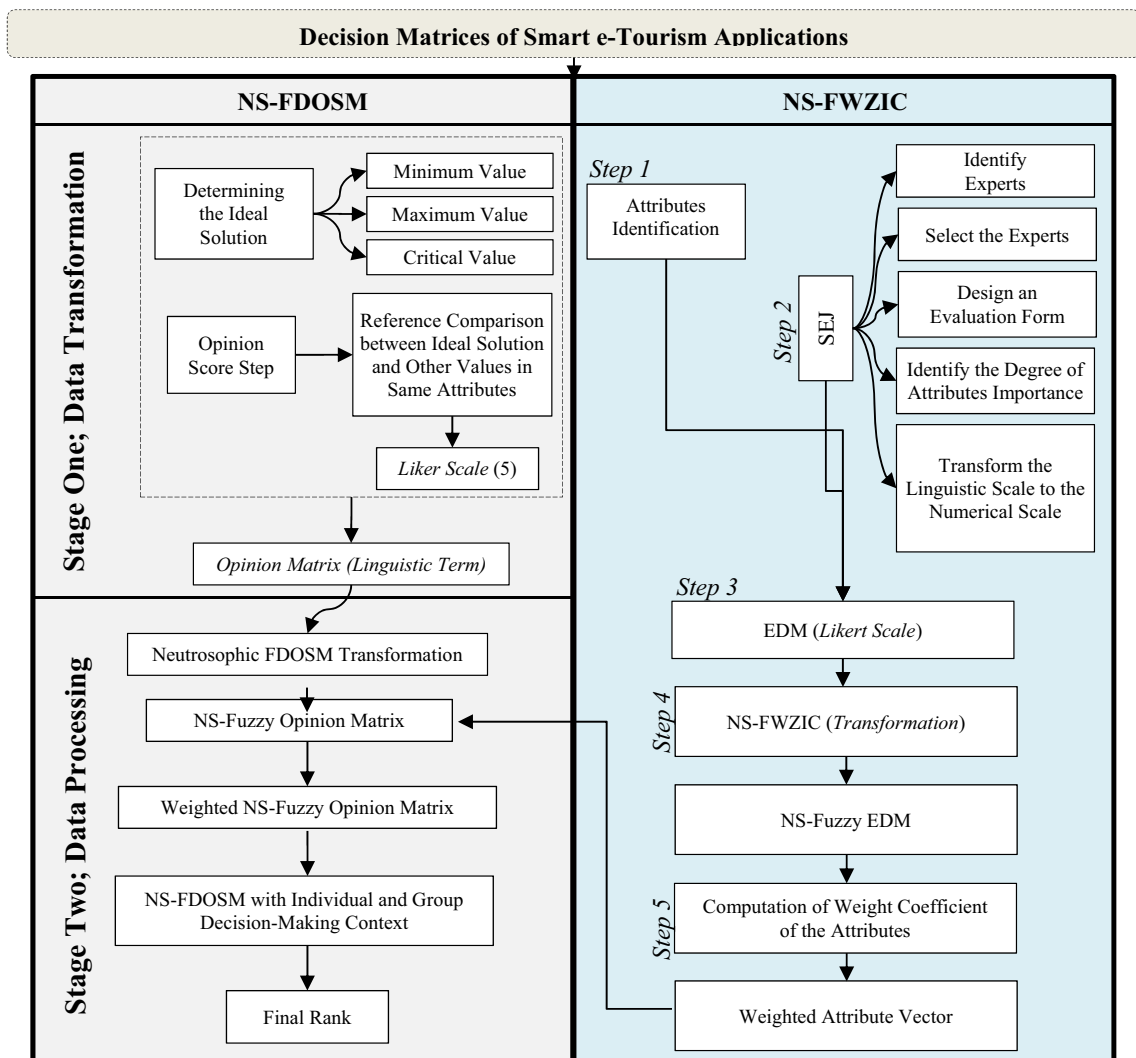 Decision Matrices of Smart e-Tourism Applications
NS-FDOSM
Stage One; Data Transformation
Determining
the Ideal
Solution
Minimum Value
Maximum Value
Critical Value
Opinion
Score Step
Reference Comparison
between Ideal Solution
and Other Values in
Same Attributes
Liker Scale (5)
Opinion Matrix (Linguistic Term)
Stage Two; Data Processing
Neutrosophic FDOSM Transformation
NS-Fuzzy Opinion Matrix
Weighted NS-Fuzzy Opinion Matrix
NS-FDOSM with Individual and Group
Decision-Making Context
Final Rank
NS-FWZIC
Step 1
Attributes
Identification
Step 2
SEJ
Identify
Experts
Select the Experts
Design an
Evaluation Form
Identify the Degree of
Attributes Importance
Transform the
Linguistic Scale to the
Numerical Scale
Step 3
EDM (Likert Scale)
Step 4
NS-FWZIC (Transformation)
NS-Fuzzy EDM
Step 5
Computation of Weight Coefficient
of the Attributes
Weighted Attribute Vector